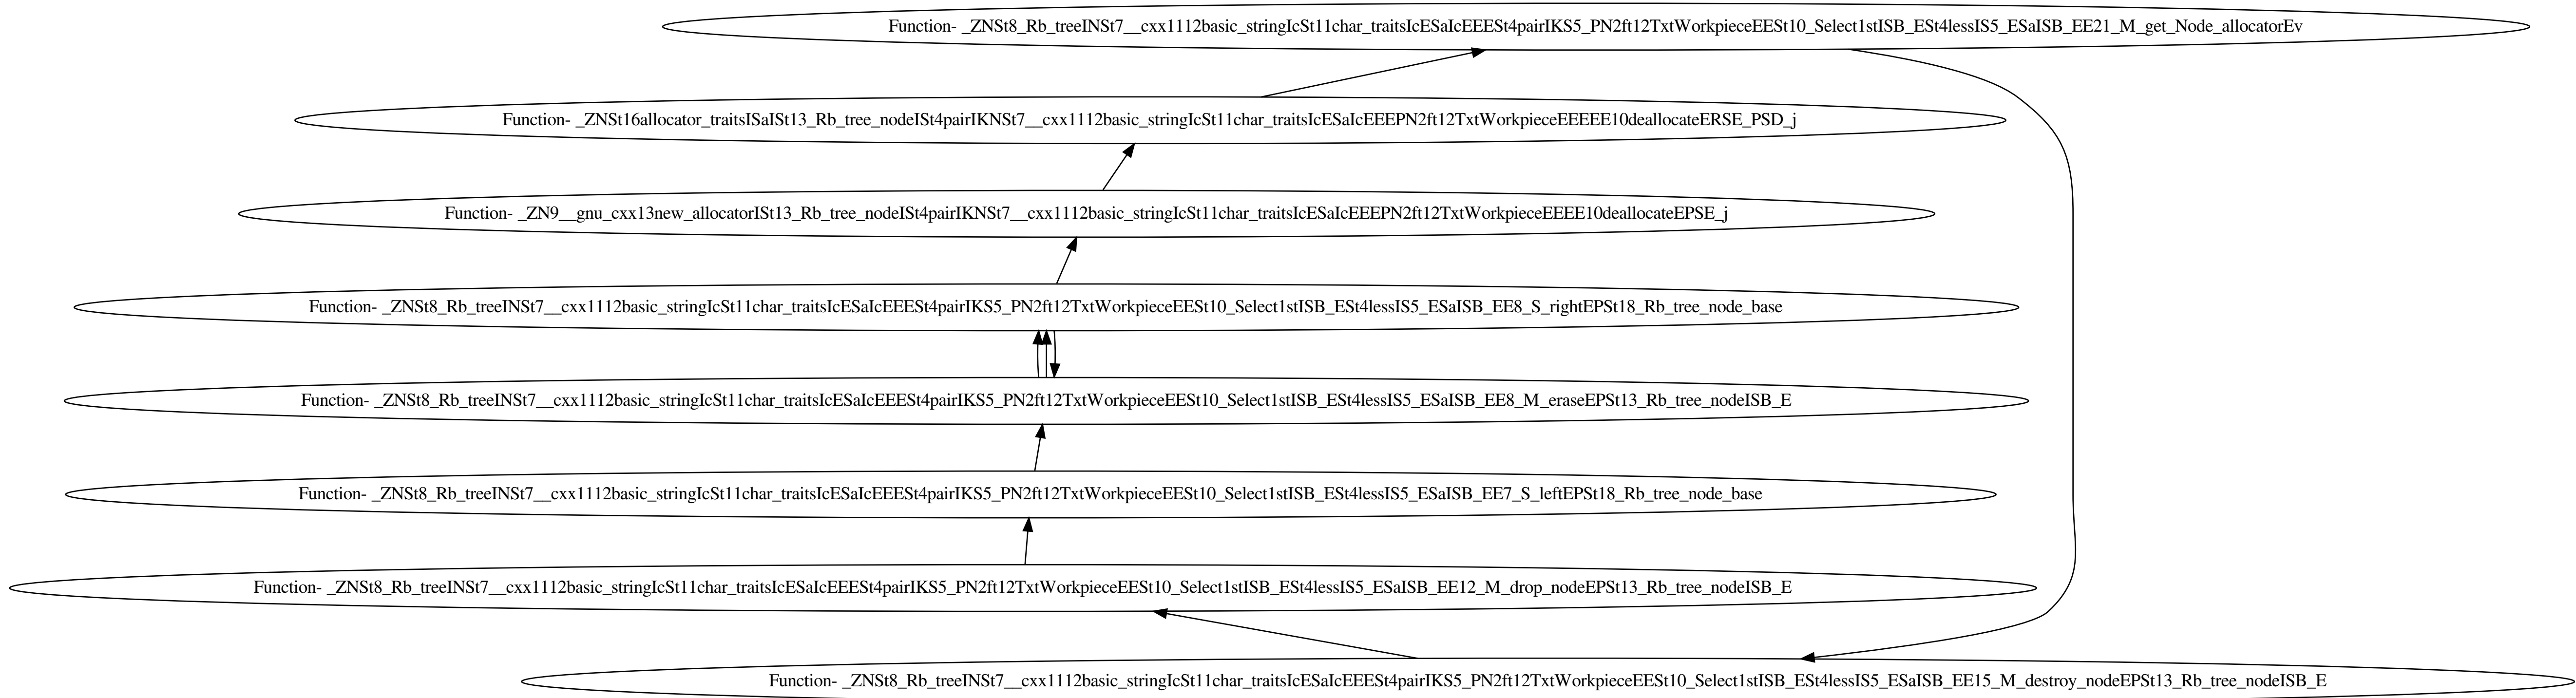 Function- _ZNSt8_Rb_treeINSt7__cxx1112basic_stringIcSt11char_traitsIcESaIcEEESt4pairIKS5_PN2ft12TxtWorkpieceEESt10_Select1stISB_ESt4lessIS5_ESaISB_EE21_M_get_Node_allocatorEv
Function- _ZNSt16allocator_traitsISaISt13_Rb_tree_nodeISt4pairIKNSt7__cxx1112basic_stringIcSt11char_traitsIcESaIcEEEPN2ft12TxtWorkpieceEEEEE10deallocateERSE_PSD_j
Function- _ZN9__gnu_cxx13new_allocatorISt13_Rb_tree_nodeISt4pairIKNSt7__cxx1112basic_stringIcSt11char_traitsIcESaIcEEEPN2ft12TxtWorkpieceEEEE10deallocateEPSE_j
Function- _ZNSt8_Rb_treeINSt7__cxx1112basic_stringIcSt11char_traitsIcESaIcEEESt4pairIKS5_PN2ft12TxtWorkpieceEESt10_Select1stISB_ESt4lessIS5_ESaISB_EE8_S_rightEPSt18_Rb_tree_node_base
Function- _ZNSt8_Rb_treeINSt7__cxx1112basic_stringIcSt11char_traitsIcESaIcEEESt4pairIKS5_PN2ft12TxtWorkpieceEESt10_Select1stISB_ESt4lessIS5_ESaISB_EE8_M_eraseEPSt13_Rb_tree_nodeISB_E
Function- _ZNSt8_Rb_treeINSt7__cxx1112basic_stringIcSt11char_traitsIcESaIcEEESt4pairIKS5_PN2ft12TxtWorkpieceEESt10_Select1stISB_ESt4lessIS5_ESaISB_EE7_S_leftEPSt18_Rb_tree_node_base
Function- _ZNSt8_Rb_treeINSt7__cxx1112basic_stringIcSt11char_traitsIcESaIcEEESt4pairIKS5_PN2ft12TxtWorkpieceEESt10_Select1stISB_ESt4lessIS5_ESaISB_EE12_M_drop_nodeEPSt13_Rb_tree_nodeISB_E
Function- _ZNSt8_Rb_treeINSt7__cxx1112basic_stringIcSt11char_traitsIcESaIcEEESt4pairIKS5_PN2ft12TxtWorkpieceEESt10_Select1stISB_ESt4lessIS5_ESaISB_EE15_M_destroy_nodeEPSt13_Rb_tree_nodeISB_E